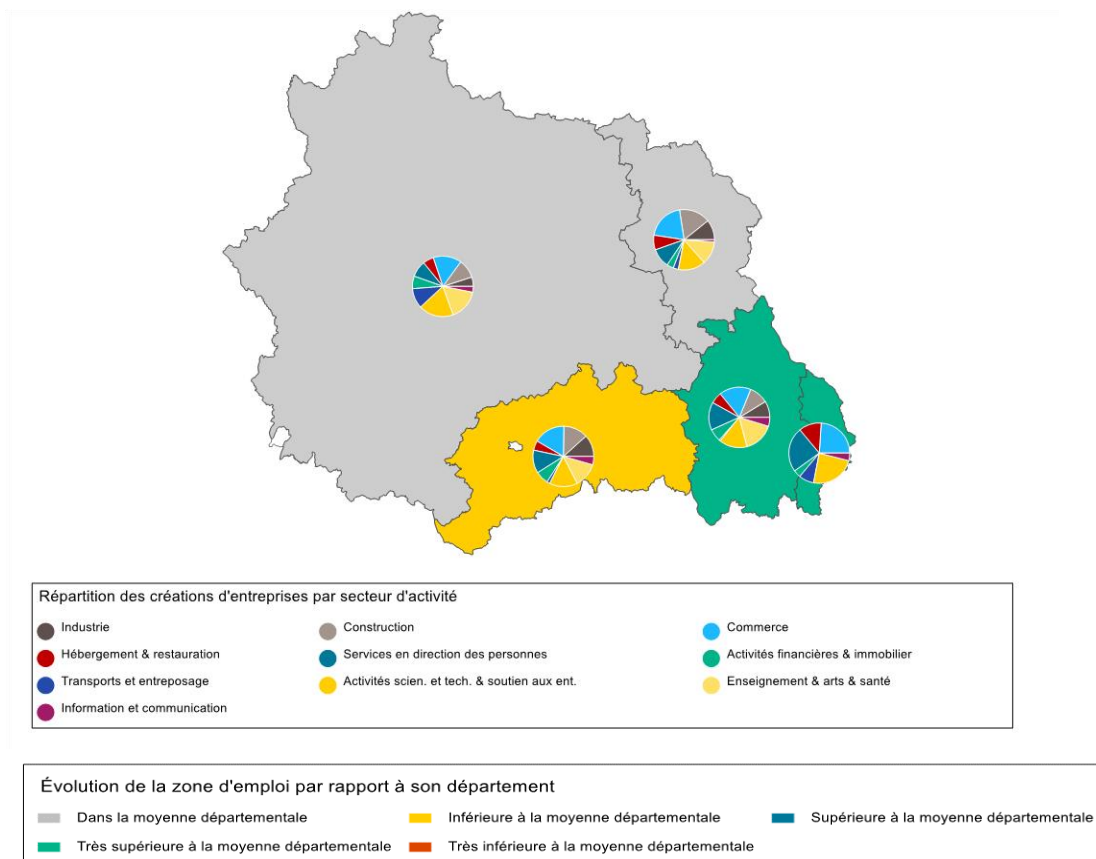 Répartition des créations d'entreprises par secteur d'activité
Industrie Construction Commerce
Hébergement & restauration Services en direction des personnes Activités financières & immobilier
Transports et entreposage Activités scien. et tech. & soutien aux ent. Enseignement & arts & santé
Information et communication
Évolution de la zone d'emploi par rapport à son département
Dans la moyenne départementale Inférieure à la moyenne départementale Supérieure à la moyenne départementale
Très supérieure à la moyenne départementale Très inférieure à la moyenne départementale